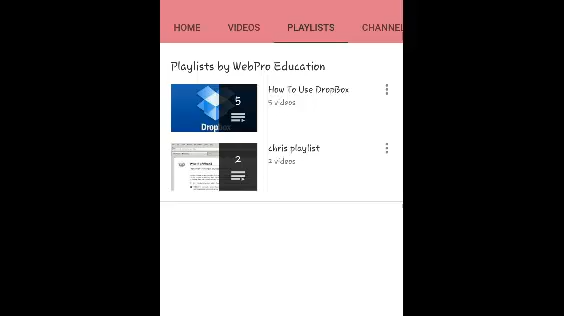 HOME VIDEOS PLAYLISTS CHANNEL
Playlists by WebPro Education
5
Dropbox
How To Use DropBox
5 videos
2
chris playlist
2 videos